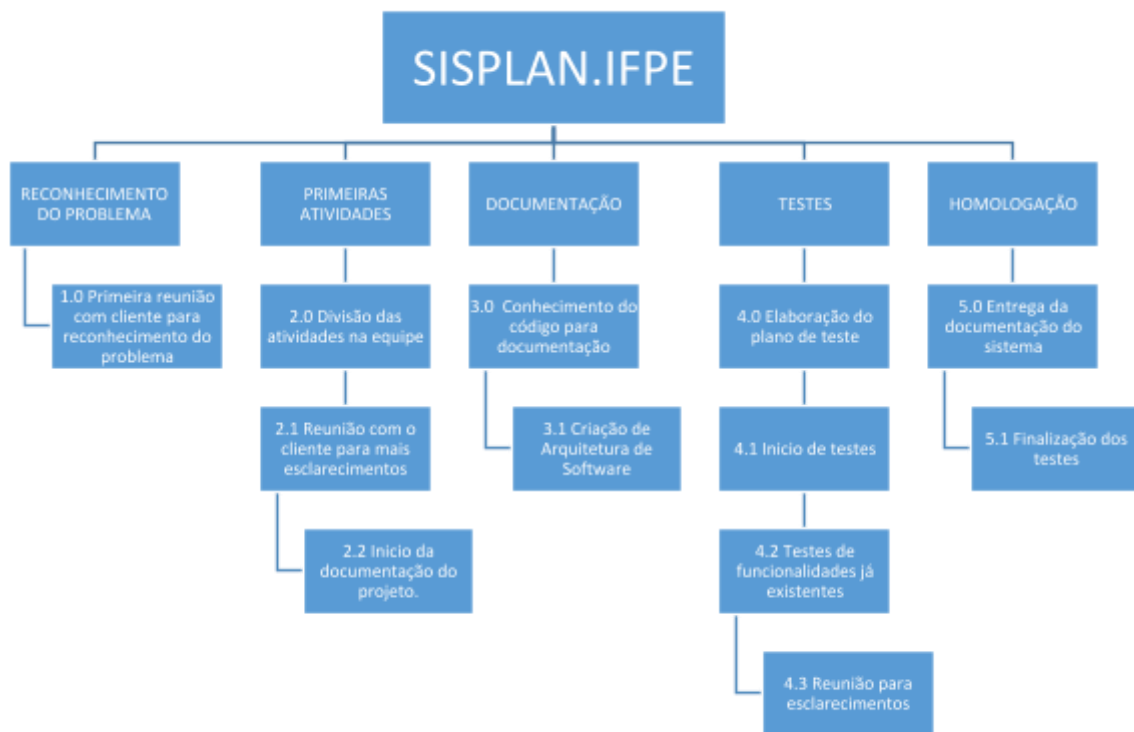 SISPLAN.IFPE
RECONHECIMENTO
DO PROBLEMA
PRIMEIRAS
ATIVIDADES
DOCUMENTAÇÃO
TESTES
HOMOLOGAÇÃO
1.0 Primeira reunião
com cliente para
reconhecimento do
problema
2.0 Divisão das
atividades na equipe
3.0 Conhecimento do
código para
documentação
4.0 Elaboração do
plano de teste
5.0 Entrega da
documentação do
sistema
2.1 Reunião com o
cliente para mais
esclarecimentos
3.1 Criação de
Arquitetura de
Software
4.1 Inicio de testes
5.1 Finalização dos
testes
2.2 Inicio da
documentação do
projeto.
4.2 Testes de
funcionalidades já
existentes
4.3 Reunião para
esclarecimentos